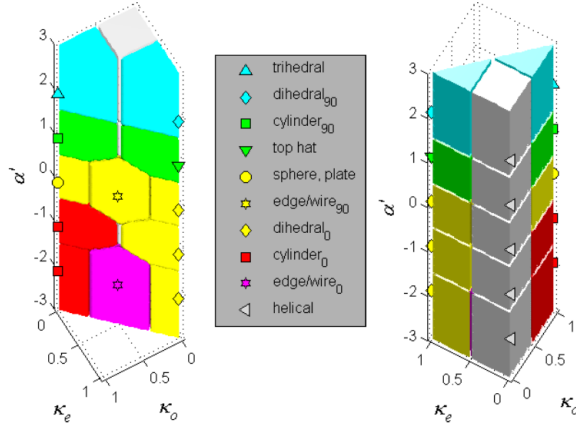 3
2
1
0
-1
-2
-3
α'
0
0.5
1
κe
1
0.5
0
κo
trihedral
dihedral90
cylinder90
top hat
sphere, plate
edge/wire90
dihedral0
cylinder0
edge/wire0
helical
3
2
1
0
-1
-2
-3
α'
1
0.5
0
κe
0
0.5
1
κo